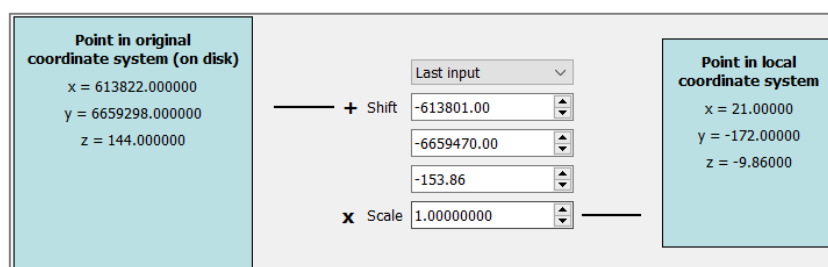 Point in original
coordinate system (on disk)
x = 613822.000000
y = 6659298.000000
z = 144.000000
Last input
+ Shift -613801.00
-6659470.00
-153.86
x Scale 1.00000000
Point in local
coordinate system
x = 21.00000
y = -172.00000
z = -9.86000